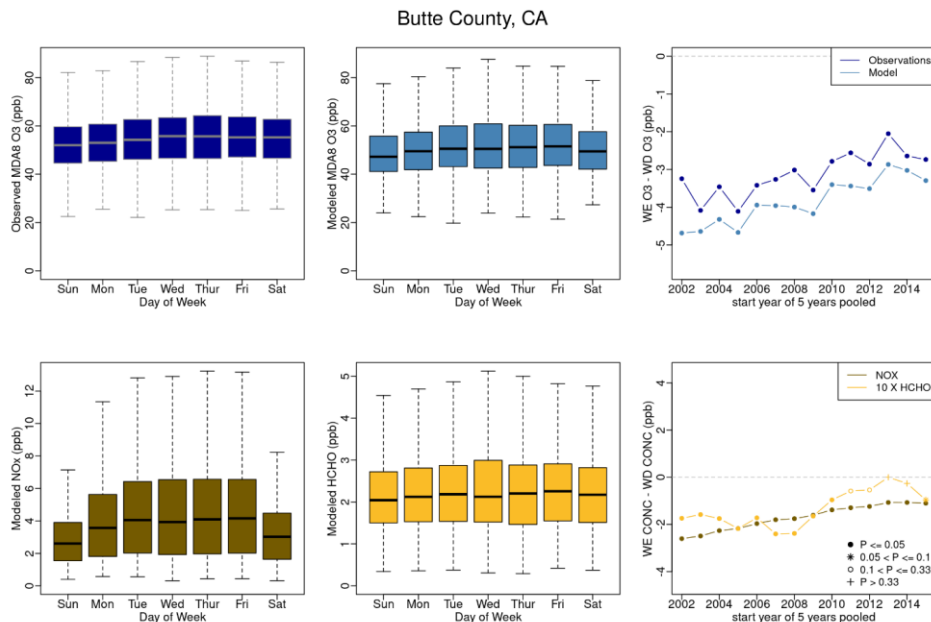 Butte County, CA
Observed MDA8 O3 (ppb)
0 20 40 60 80
Sun Mon Tue Wed Thur Fri Sat
Day of Week
Modeled MDA8 O3 (ppb)
0 20 40 60 80
Sun Mon Tue Wed Thur Fri Sat
Day of Week
WE O3 - WD O3 (ppb)
-5 -4 -3 -2 -1 0
Observations
Model
2002 2004 2006 2008 2010 2012 2014
start year of 5 years pooled
Modeled NOx (ppb)
0 2 4 6 8 12
Sun Mon Tue Wed Thur Fri Sat
Day of Week
Modeled HCHO (ppb)
0 1 2 3 4 5
Sun Mon Tue Wed Thur Fri Sat
Day of Week
WE CONC - WD CONC (ppb)
-4 -2 0 2 4
NOX
10 X HCHO
P <= 0.05
0.05 < P <= 0.1
0.1 < P <= 0.33
P > 0.33
2002 2004 2006 2008 2010 2012 2014
start year of 5 years pooled